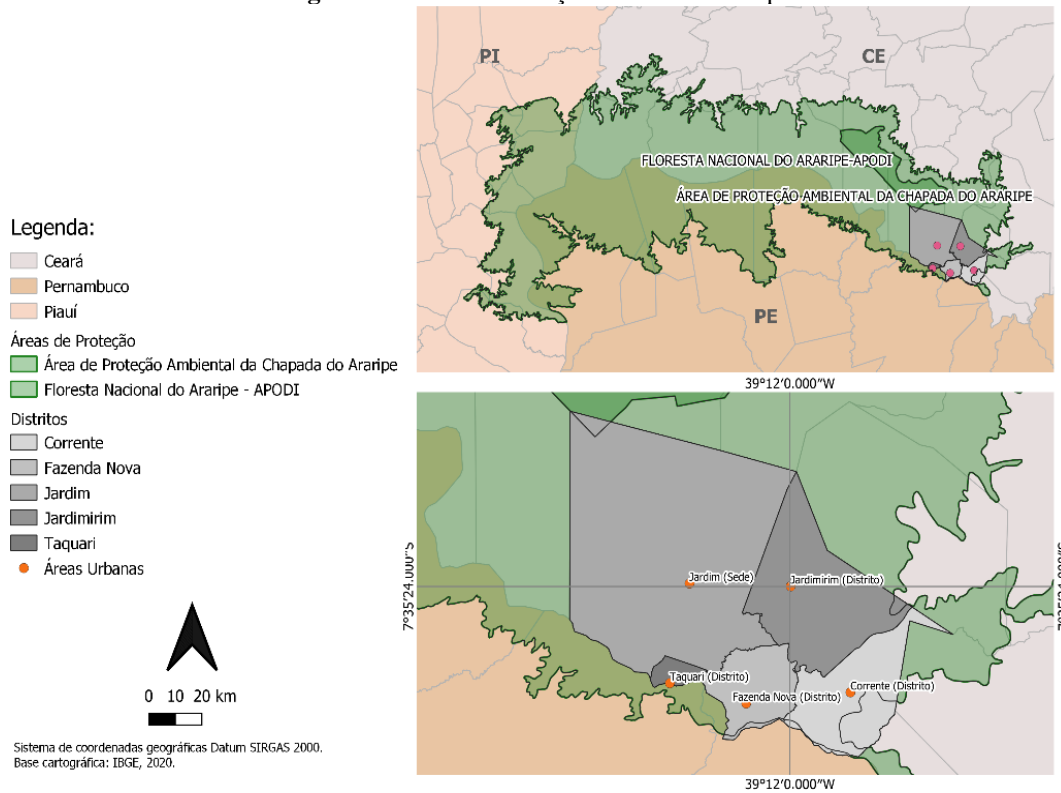 PI
CE
FLORESTA NACIONAL DO ARARIPE-APODI
ÁREA DE PROTEÇÃO AMBIENTAL DA CHAPADA DO ARARIPE
PE
39°12'0.000"W
Legenda:
Ceará
Pernambuco
Piauí
Áreas de Proteção
Área de Proteção Ambiental da Chapada do Araripe
Floresta Nacional do Araripe - APODI
Distritos
Corrente
Fazenda Nova
Jardim
Jardimirim
Taquari
Áreas Urbanas
0 10 20 km
Sistema de coordenadas geográficas Datum SIRGAS 2000.
Base cartográfica: IBGE, 2020.
7°35'24.000"S
Jardim (Sede)
Jardimirim (Distrito)
Taquari (Distrito)
Fazenda Nova (Distrito)
Corrente (Distrito)
39°12'0.000"W